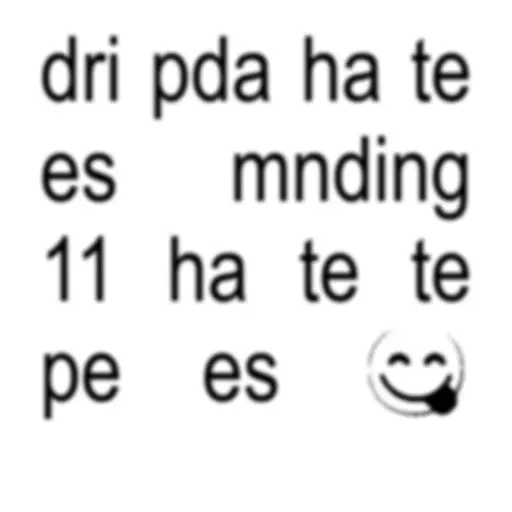 dri pda ha te
es mnding
11 ha te te
pe es 😋